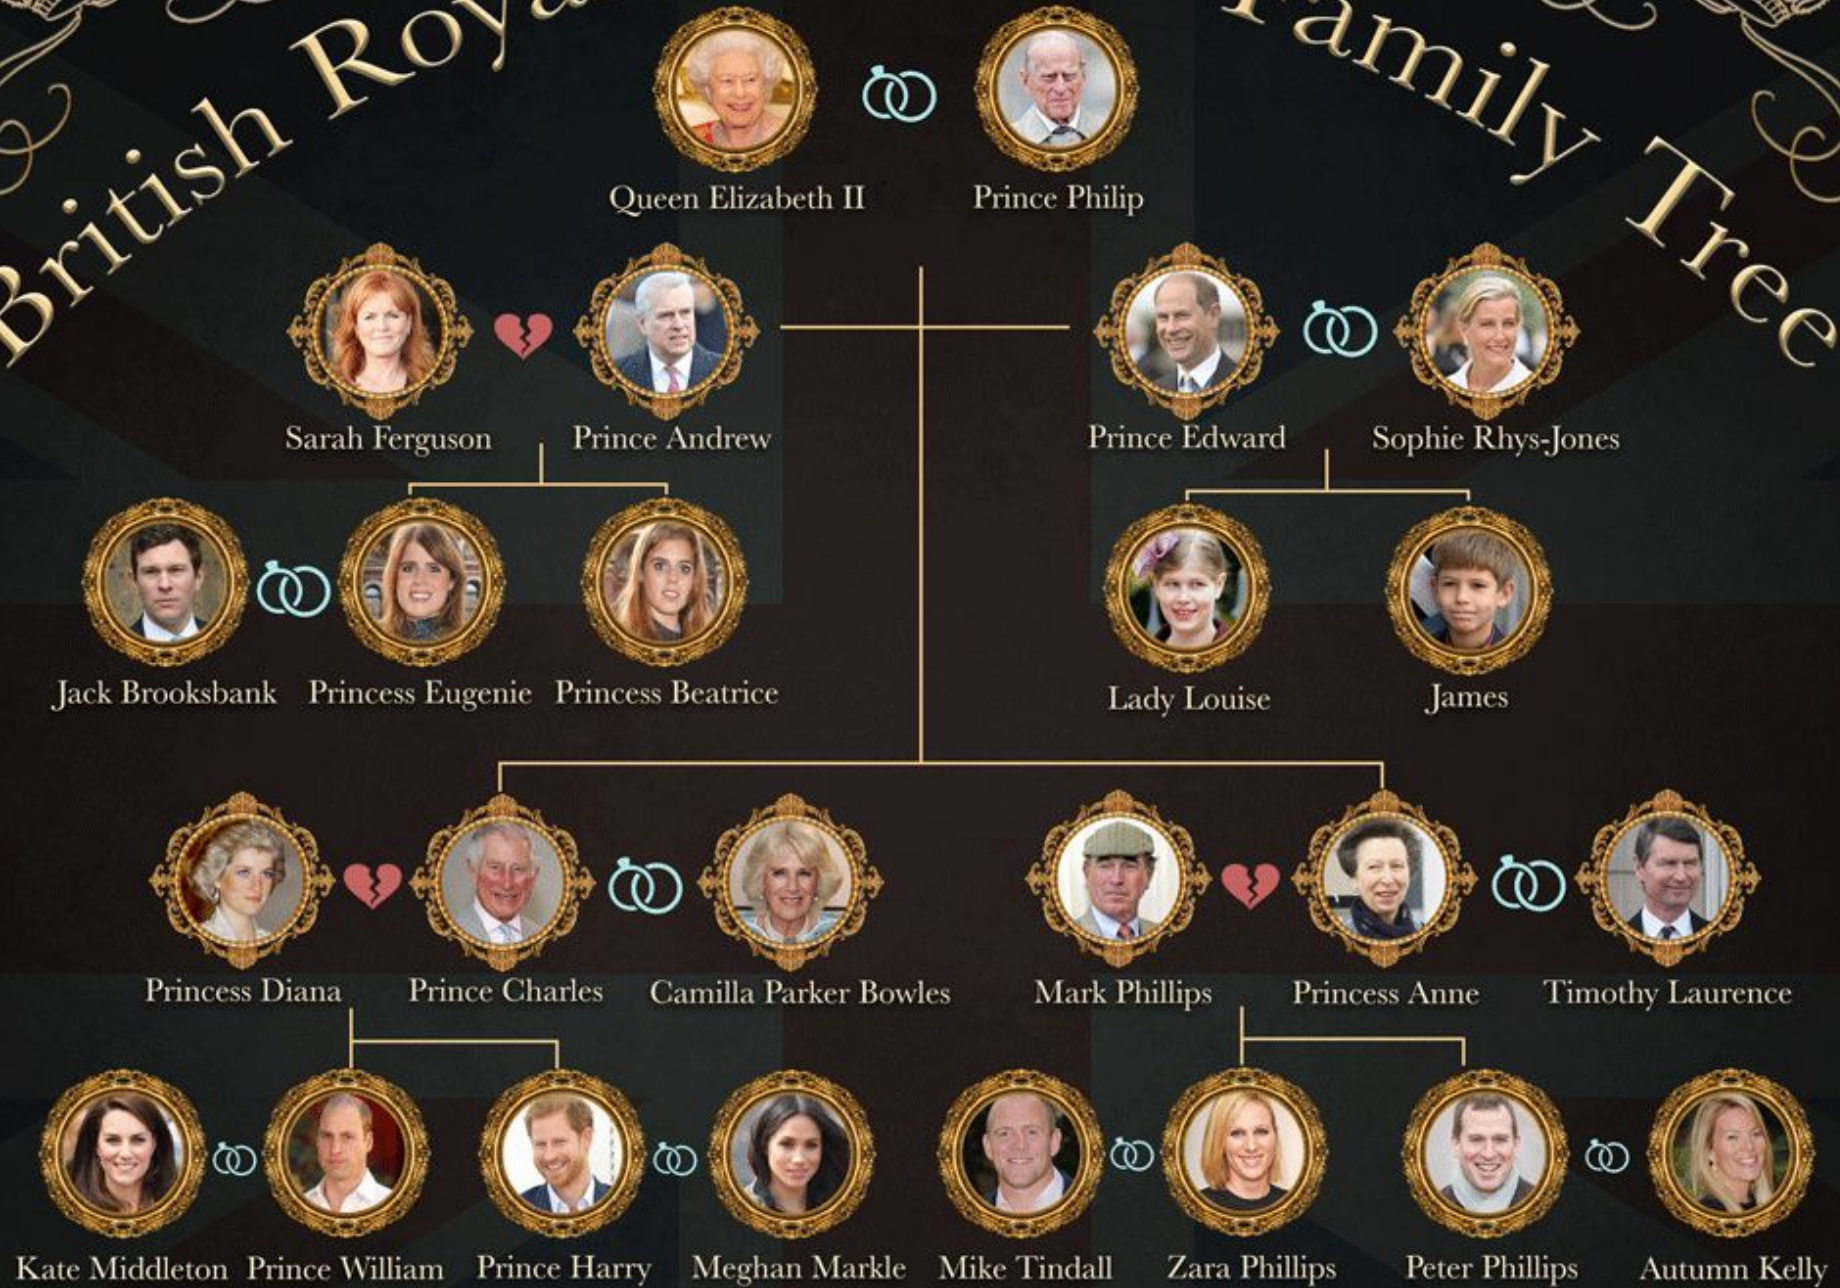 British Roya
Family Tree
Queen Elizabeth II
Prince Philip
Sarah Ferguson
Prince Andrew
Prince Edward
Sophie Rhys-Jones
Jack Brooksbank
Princess Eugenie
Princess Beatrice
Lady Louise
James
Princess Diana
Prince Charles
Camilla Parker Bowles
Mark Phillips
Princess Anne
Timothy Laurence
Kate Middleton
Prince William
Prince Harry
Meghan Markle
Mike Tindall
Zara Phillips
Peter Phillips
Autumn Kelly